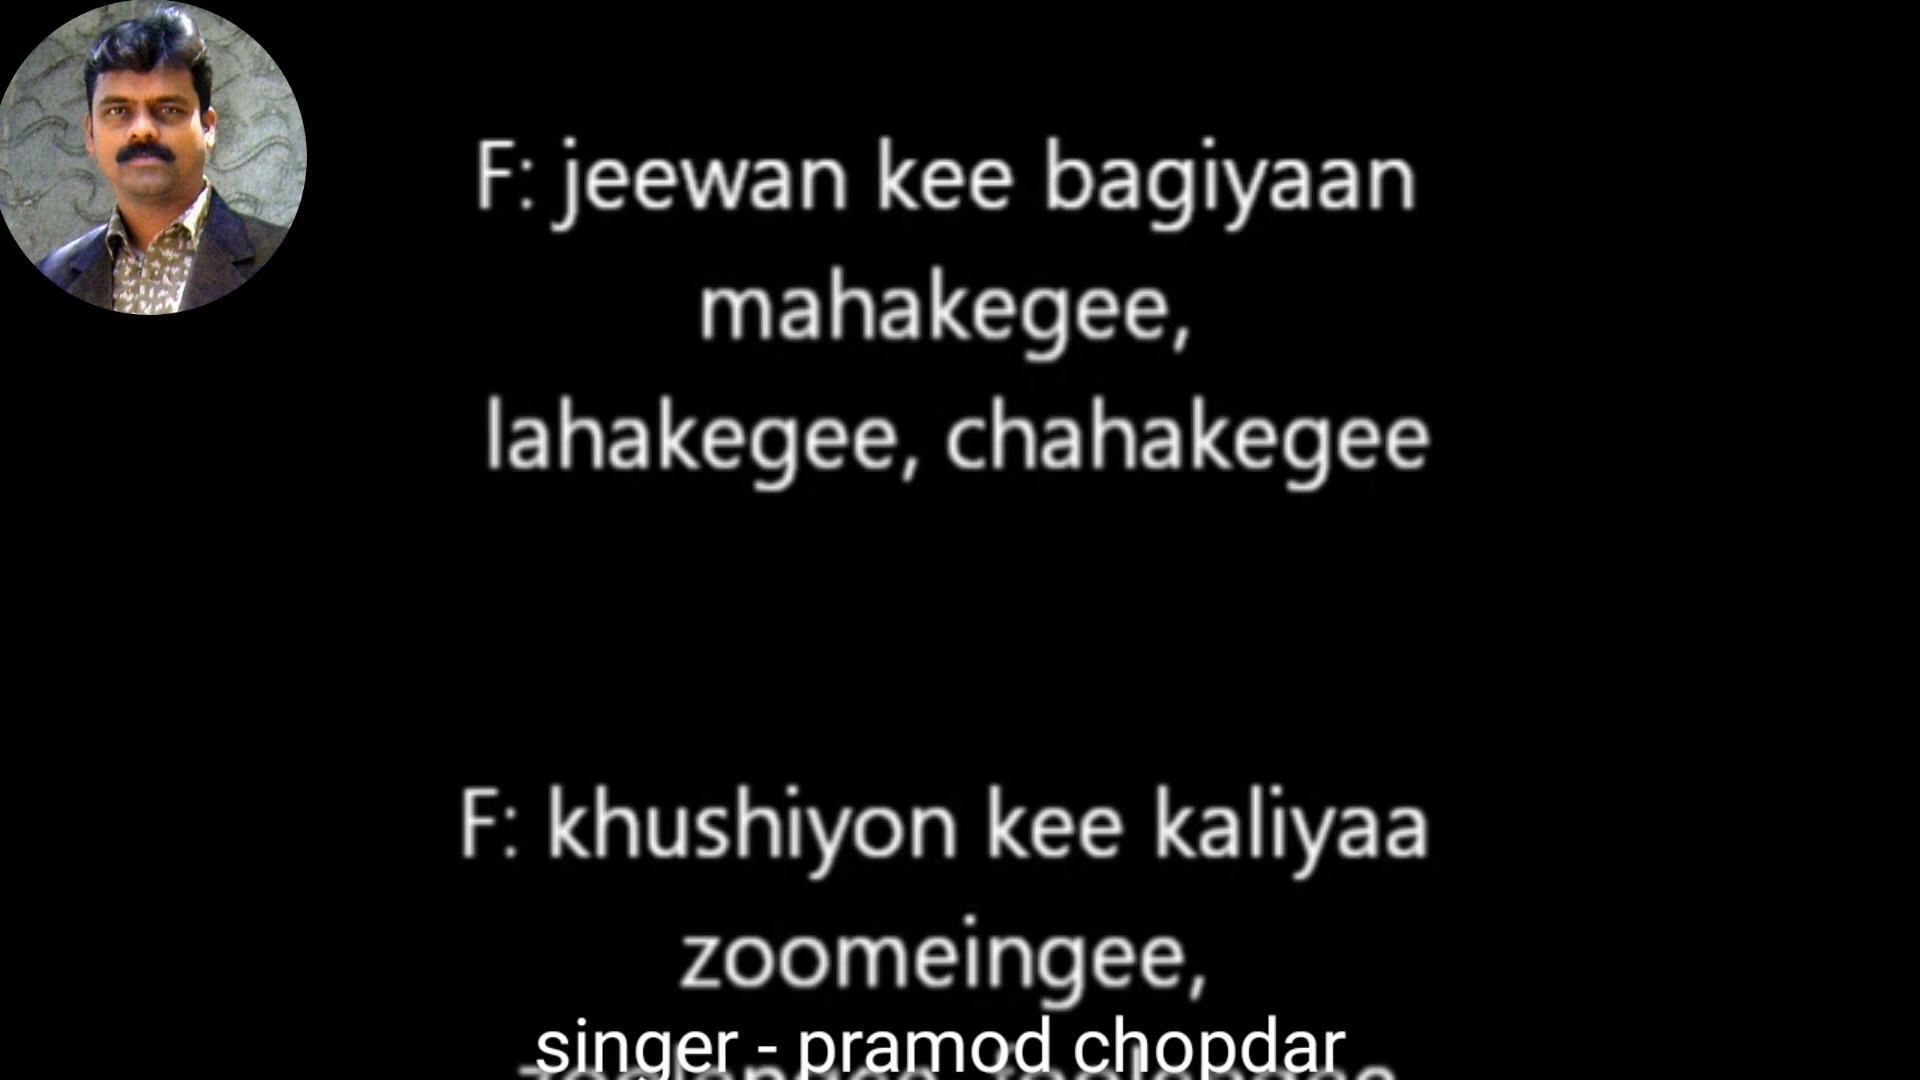 F: jeewan kee bagiyaan
mahakegee,
lahakegee, chahakegee
F: khushiyon kee kaliyaa
zoomeingee,
singer - pramod chopdar